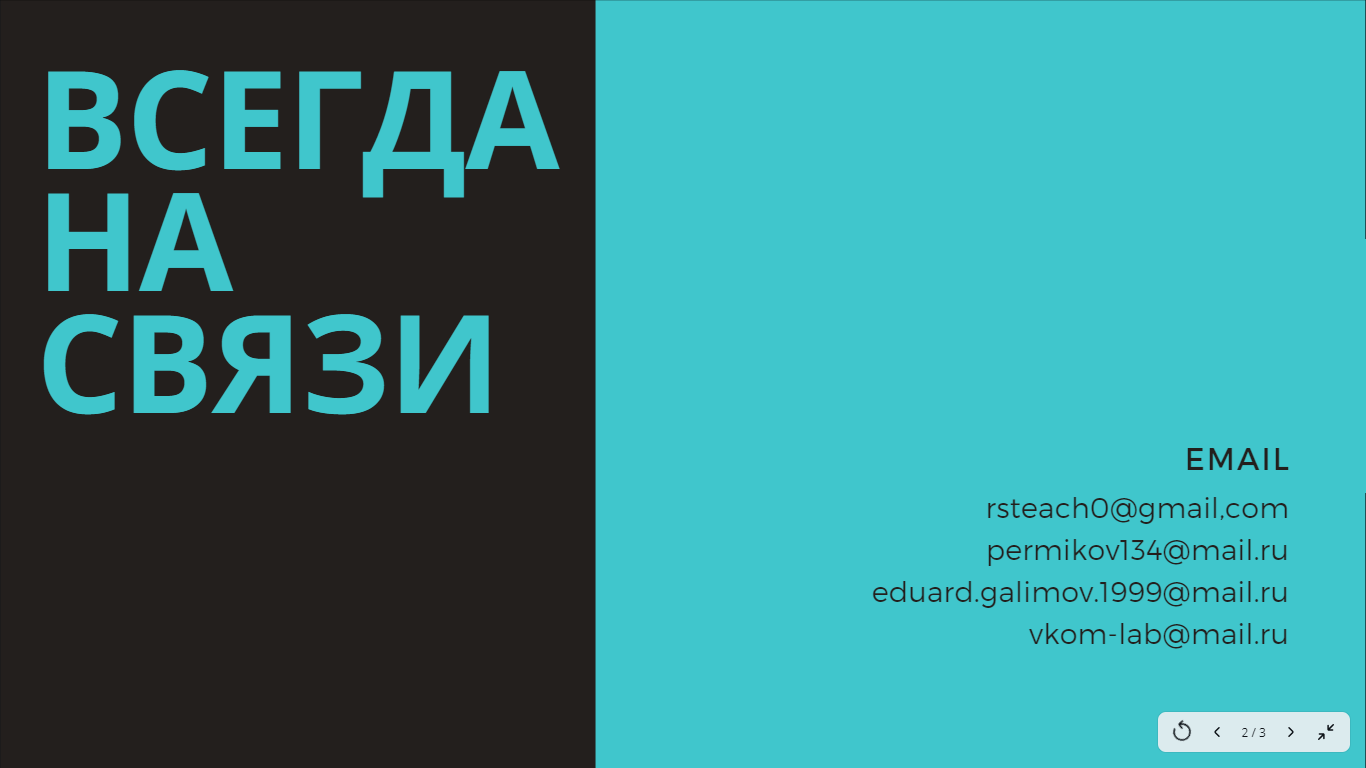 ВСЕГДА
НА
СВЯЗИ
EMAIL
rsteach0@gmail,com
permikov134@mail.ru
eduard.galimov.1999@mail.ru
vkom-lab@mail.ru
2 / 3